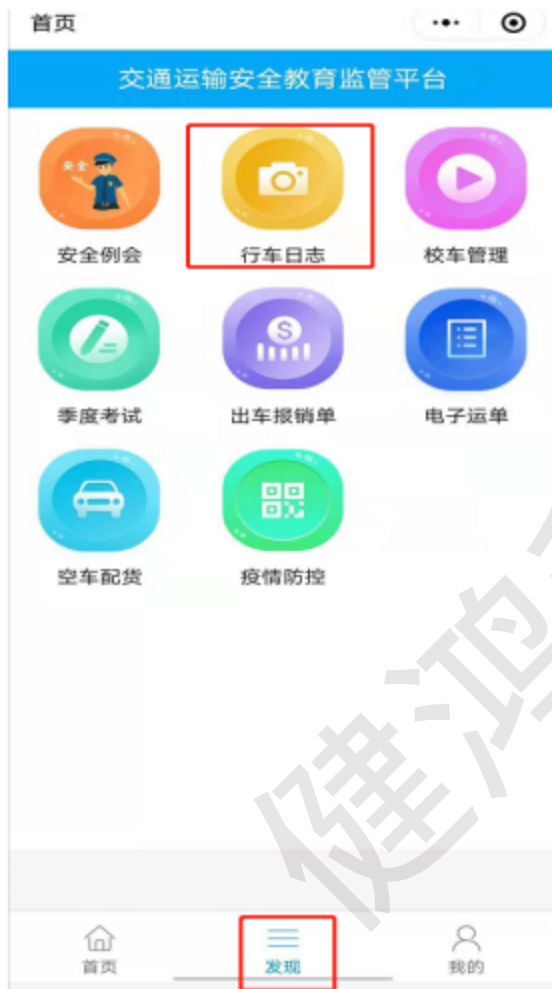 首页
交通运输安全教育监管平台
安全
安全例会
行车日志
校车管理
季度考试
出车报销单
电子运单
空车配货
疫情防控
健鸿
首页
发现
我的